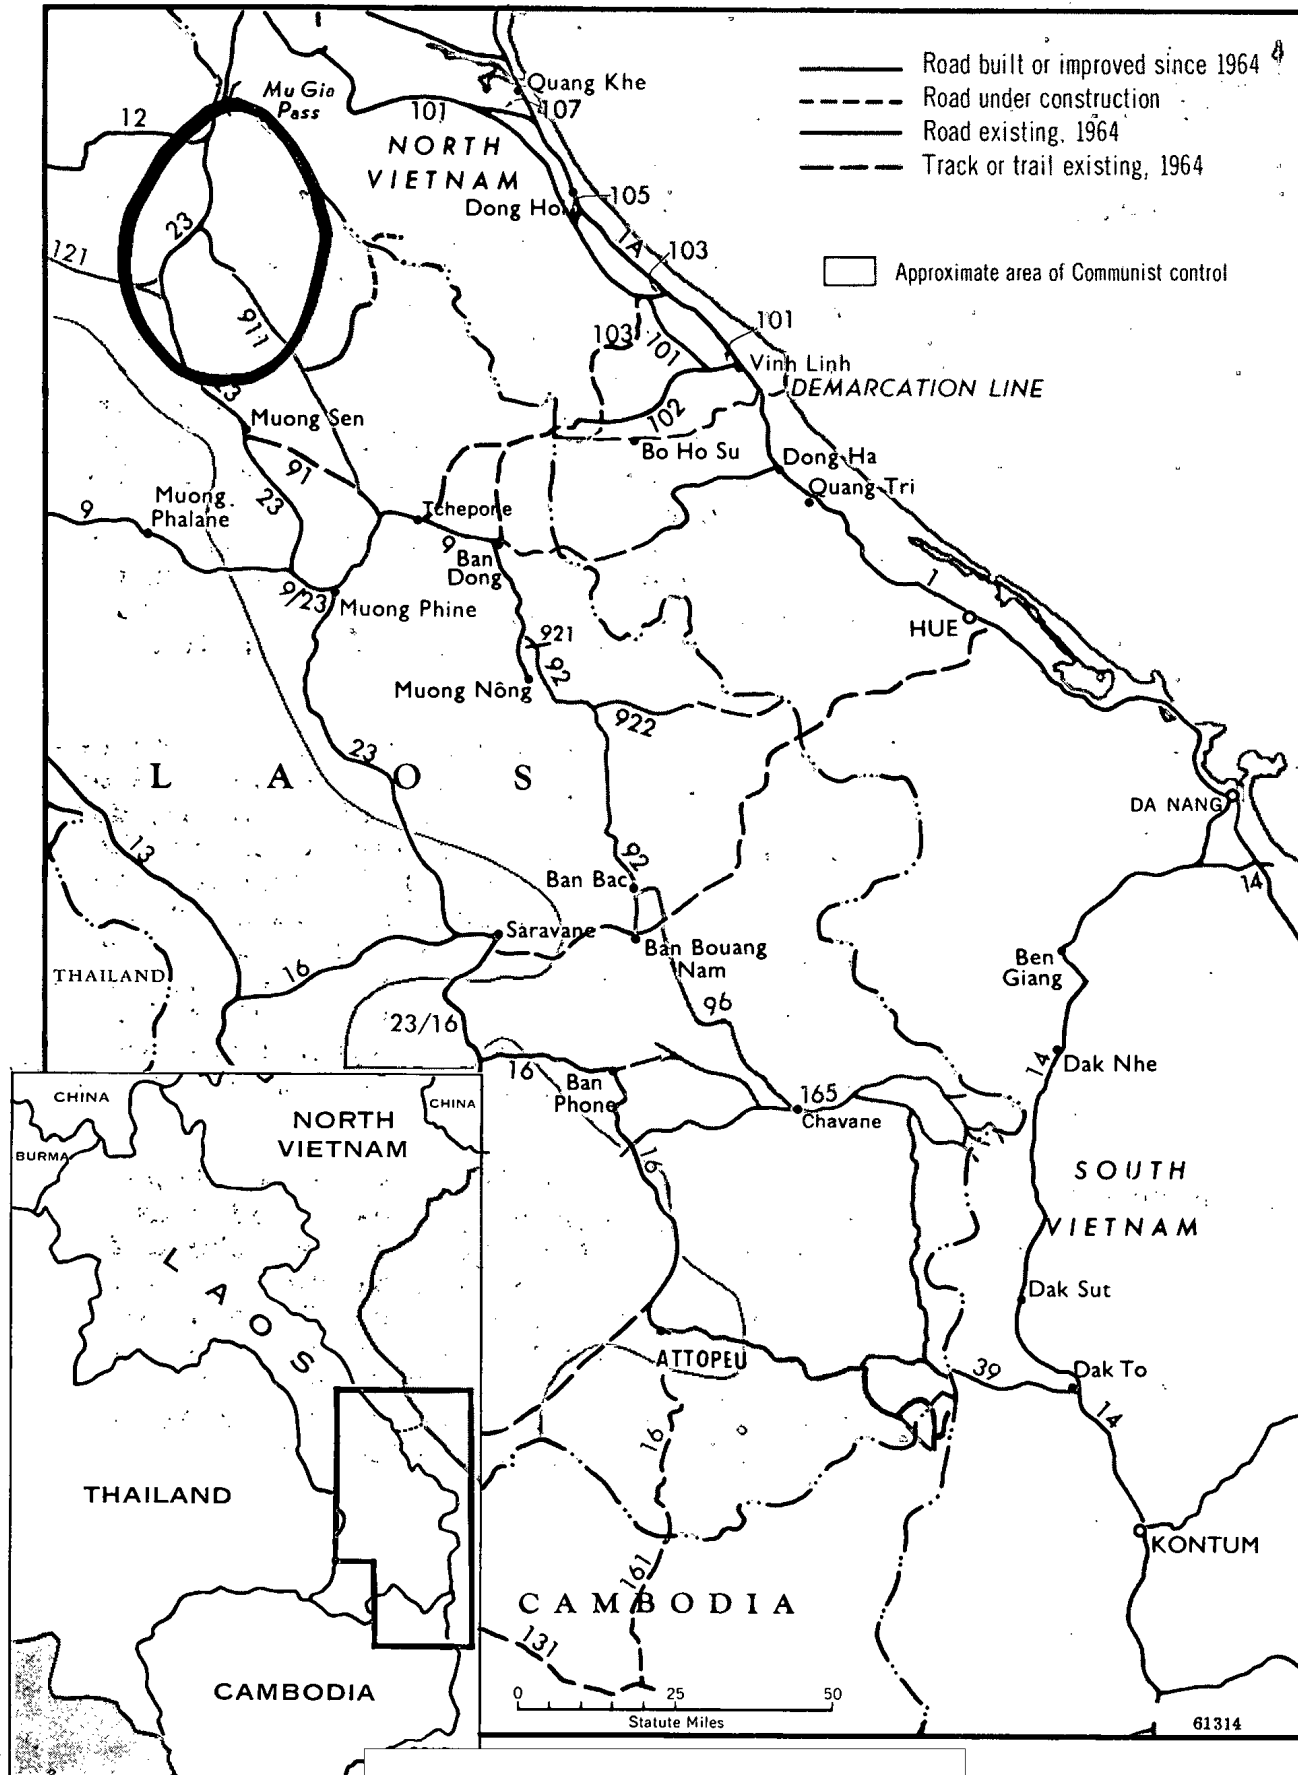 Road built or improved since 1964
Road under construction
Road existing, 1964
Track or trail existing, 1964
Approximate area of Communist control
Mu Gia
Pass
Quang Khe
107
12
101
NORTH
VIETNAM
105
Dong Hoi
1A
103
23
121
911
103
101
101
Vinh Linh
DEMARCATION LINE
23
102
Muong Sen
Bo Ho Su
Dong Ha
91
Quang Tri
23
Muong
Phalane
9
Tchepone
9
Ban
Dong
1
9/23
Muong Phine
HUE
921
92
Muong Nông
922
23
LAOS
DA NANG
13
92
Ban Bac
14
Saravane
Ban Bouang
Nam
Ben
Giang
THAILAND
16
96
23/16
14
Dak Nhe
16
Ban
Phone
165
Chavane
16
SOUTH
VIETNAM
Dak Sut
ATTOPEU
39
Dak To
14
16
KONTUM
161
CAMBODIA
131
0 25 50
Statute Miles
61314
CHINA
NORTH
VIETNAM
CHINA
BURMA
LAOS
THAILAND
CAMBODIA